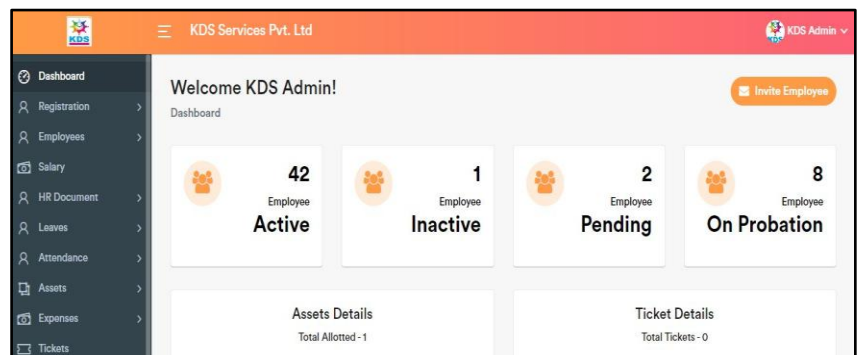 KDS
KDS Services Pvt. Ltd
KDS
KDS Admin
Dashboard
Registration
Employees
Salary
HR Document
Leaves
Attendance
Assets
Expenses
Tickets
Welcome KDS Admin!
Invite Employee
Dashboard
42
Employee
Active
1
Employee
Inactive
2
Employee
Pending
8
Employee
On Probation
Assets Details
Total Allotted - 1
Ticket Details
Total Tickets - 0